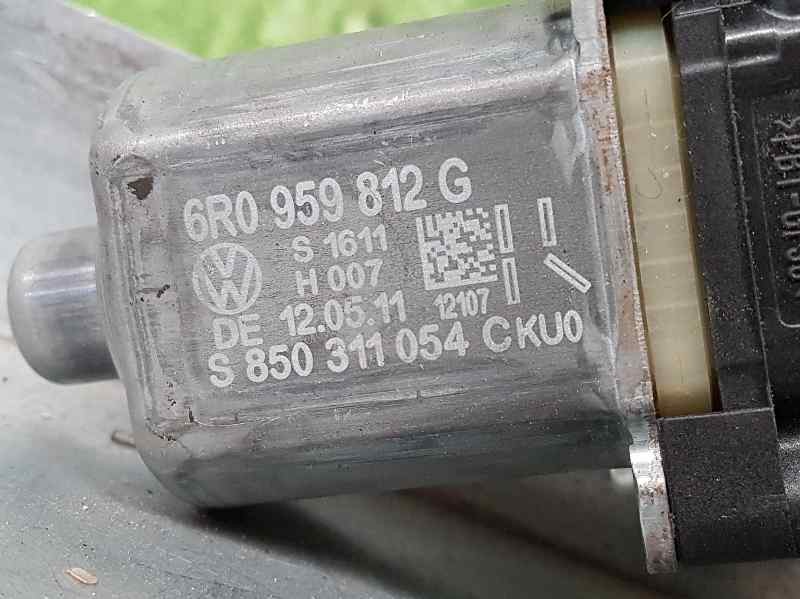 6R0 959 812 G
S 1611
H 007
DE 12.05.11 12107
S 850 311 054 CKU0